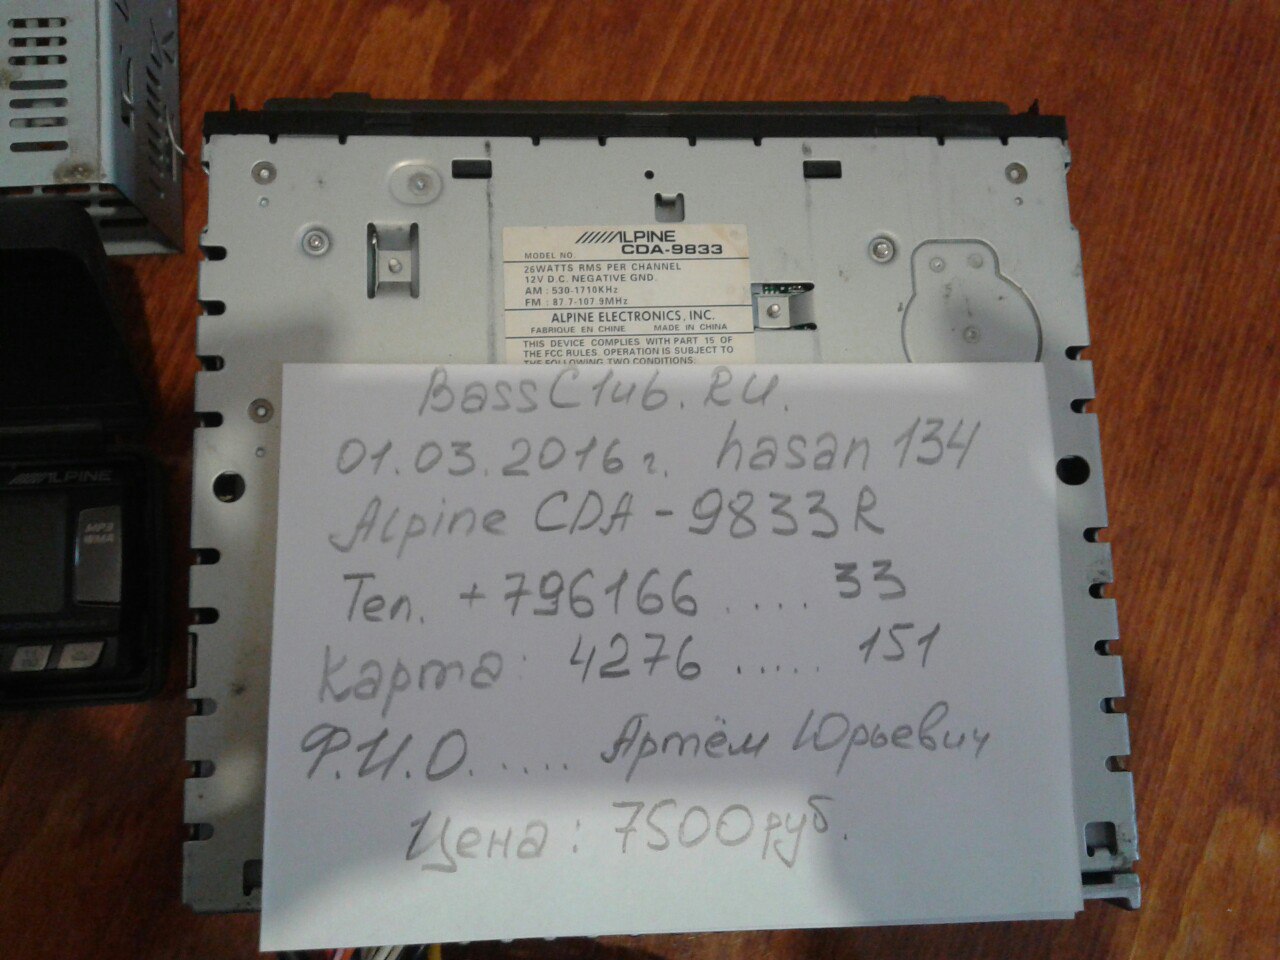 ALPINE
MODEL NO. CDA-9833
26WATTS RMS PER CHANNEL
12V D.C. NEGATIVE GND.
AM : 530-1710KHz
FM : 87.7-107.9MHz
ALPINE ELECTRONICS, INC.
FABRIQUE EN CHINE MADE IN CHINA
THIS DEVICE COMPLIES WITH PART 15 OF
THE FCC RULES. OPERATION IS SUBJECT TO
THE FOLLOWING TWO CONDITIONS.
BassClub.RU.
01.03.2016г. hasan134
Alpine CDA-9833R
Тел. +796166....33
Карта: 4276.....151
Ф.И.О..... Артём Юрьевич
Цена: 7500руб.
ALPINE
MP3
WMA